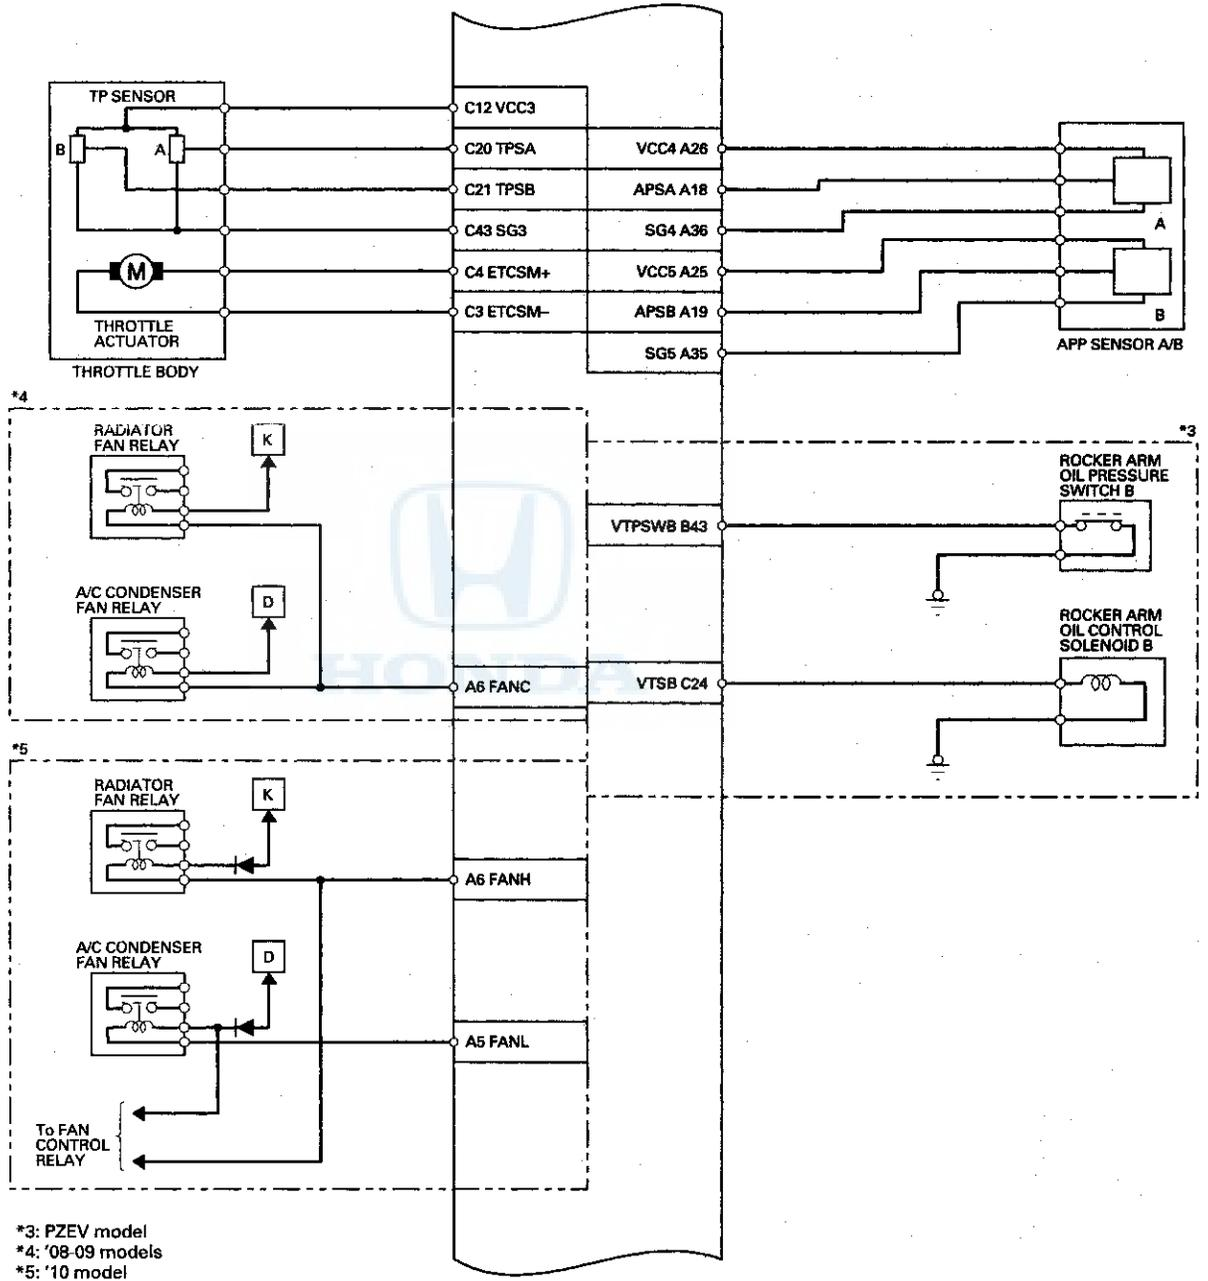 TP SENSOR
B
A
M
THROTTLE
ACTUATOR
THROTTLE BODY
C12 VCC3
C20 TPSA
C21 TPSB
C43 SG3
C4 ETCSM+
C3 ETCSM–
VCC4 A26
APSA A18
SG4 A36
VCC5 A25
APSB A19
SG5 A35
A
B
APP SENSOR A/B
*4
RADIATOR
FAN RELAY
K
A/C CONDENSER
FAN RELAY
D
HONDA
A6 FANC
*3
ROCKER ARM
OIL PRESSURE
SWITCH B
VTPSWB B43
ROCKER ARM
OIL CONTROL
SOLENOID B
VTSB C24
*5
RADIATOR
FAN RELAY
K
A6 FANH
A/C CONDENSER
FAN RELAY
D
A5 FANL
To FAN
CONTROL
RELAY
*3: PZEV model
*4: '08-09 models
*5: '10 model